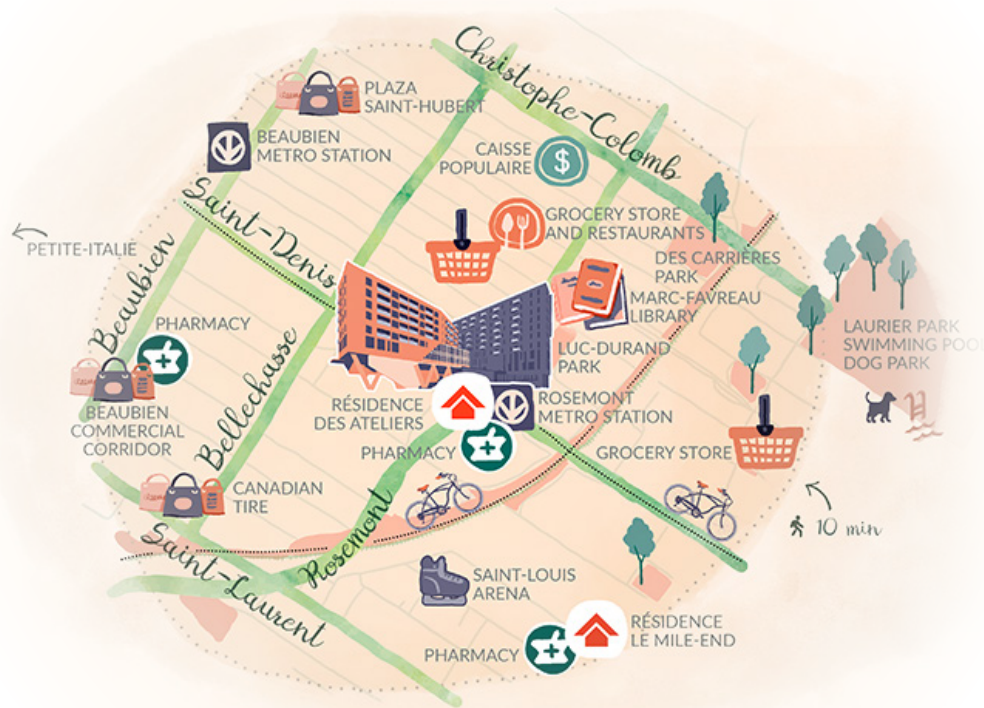 Christophe-Colomb
PLAZA
SAINT-HUBERT
BEAUBIEN
METRO STATION
CAISSE
POPULAIRE
$
Saint-Denis
GROCERY STORE
AND RESTAURANTS
PETITE-ITALIE
DES CARRIÈRES
PARK
MARC-FAVREAU
LIBRARY
Beaubien
PHARMACY
LAURIER PARK
SWIMMING POOL
DOG PARK
LUC-DURAND
PARK
Bellechasse
RÉSIDENCE
DES ATELIERS
ROSEMONT
METRO STATION
BEAUBIEN
COMMERCIAL
CORRIDOR
PHARMACY
GROCERY STORE
CANADIAN
TIRE
10 min
Rosemont
Saint-Laurent
SAINT-LOUIS
ARENA
RÉSIDENCE
LE MILE-END
PHARMACY